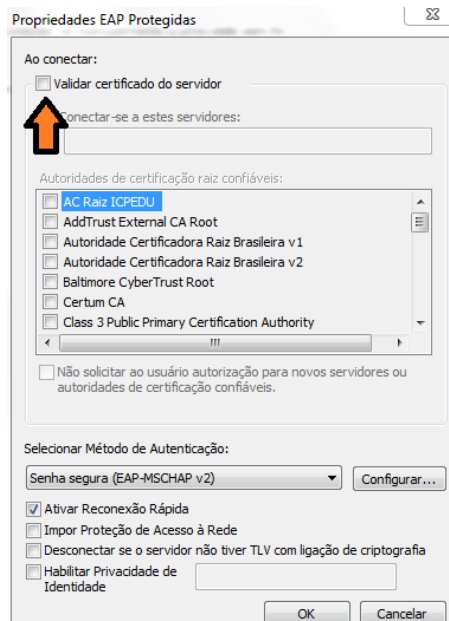 Propriedades EAP Protegidas
Ao conectar:
Validar certificado do servidor
Conectar-se a estes servidores:
Autoridades de certificação raiz confiáveis:
AC Raiz ICPEDU
AddTrust External CA Root
Autoridade Certificadora Raiz Brasileira v1
Autoridade Certificadora Raiz Brasileira v2
Baltimore CyberTrust Root
Certum CA
Class 3 Public Primary Certification Authority
Não solicitar ao usuário autorização para novos servidores ou
autoridades de certificação confiáveis.
Selecionar Método de Autenticação:
Senha segura (EAP-MSCHAP v2)
Configurar...
Ativar Reconexão Rápida
Impor Proteção de Acesso à Rede
Desconectar se o servidor não tiver TLV com ligação de criptografia
Habilitar Privacidade de
Identidade
OK
Cancelar